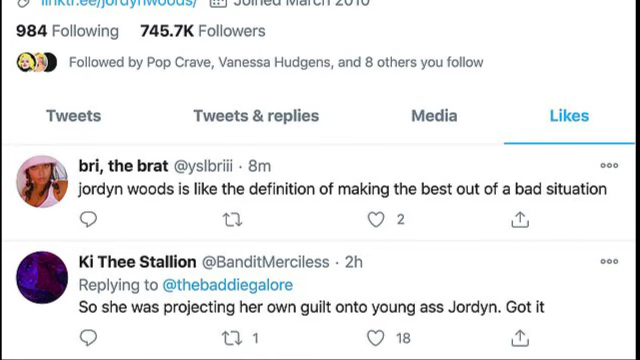 linktr.ee/jordynwoods/ Joined March 2010
984 Following 745.7K Followers
Followed by Pop Crave, Vanessa Hudgens, and 8 others you follow
Tweets Tweets & replies Media Likes
bri, the brat @yslbriii · 8m
jordyn woods is like the definition of making the best out of a bad situation
2
Ki Thee Stallion @BanditMerciless · 2h
Replying to @thebaddiegalore
So she was projecting her own guilt onto young ass Jordyn. Got it
1 18